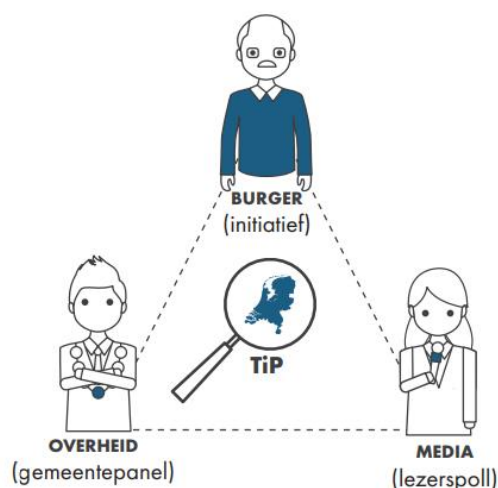 BURGER
(initiatief)
TiP
OVERHEID
(gemeentepanel)
MEDIA
(lezerspoll)